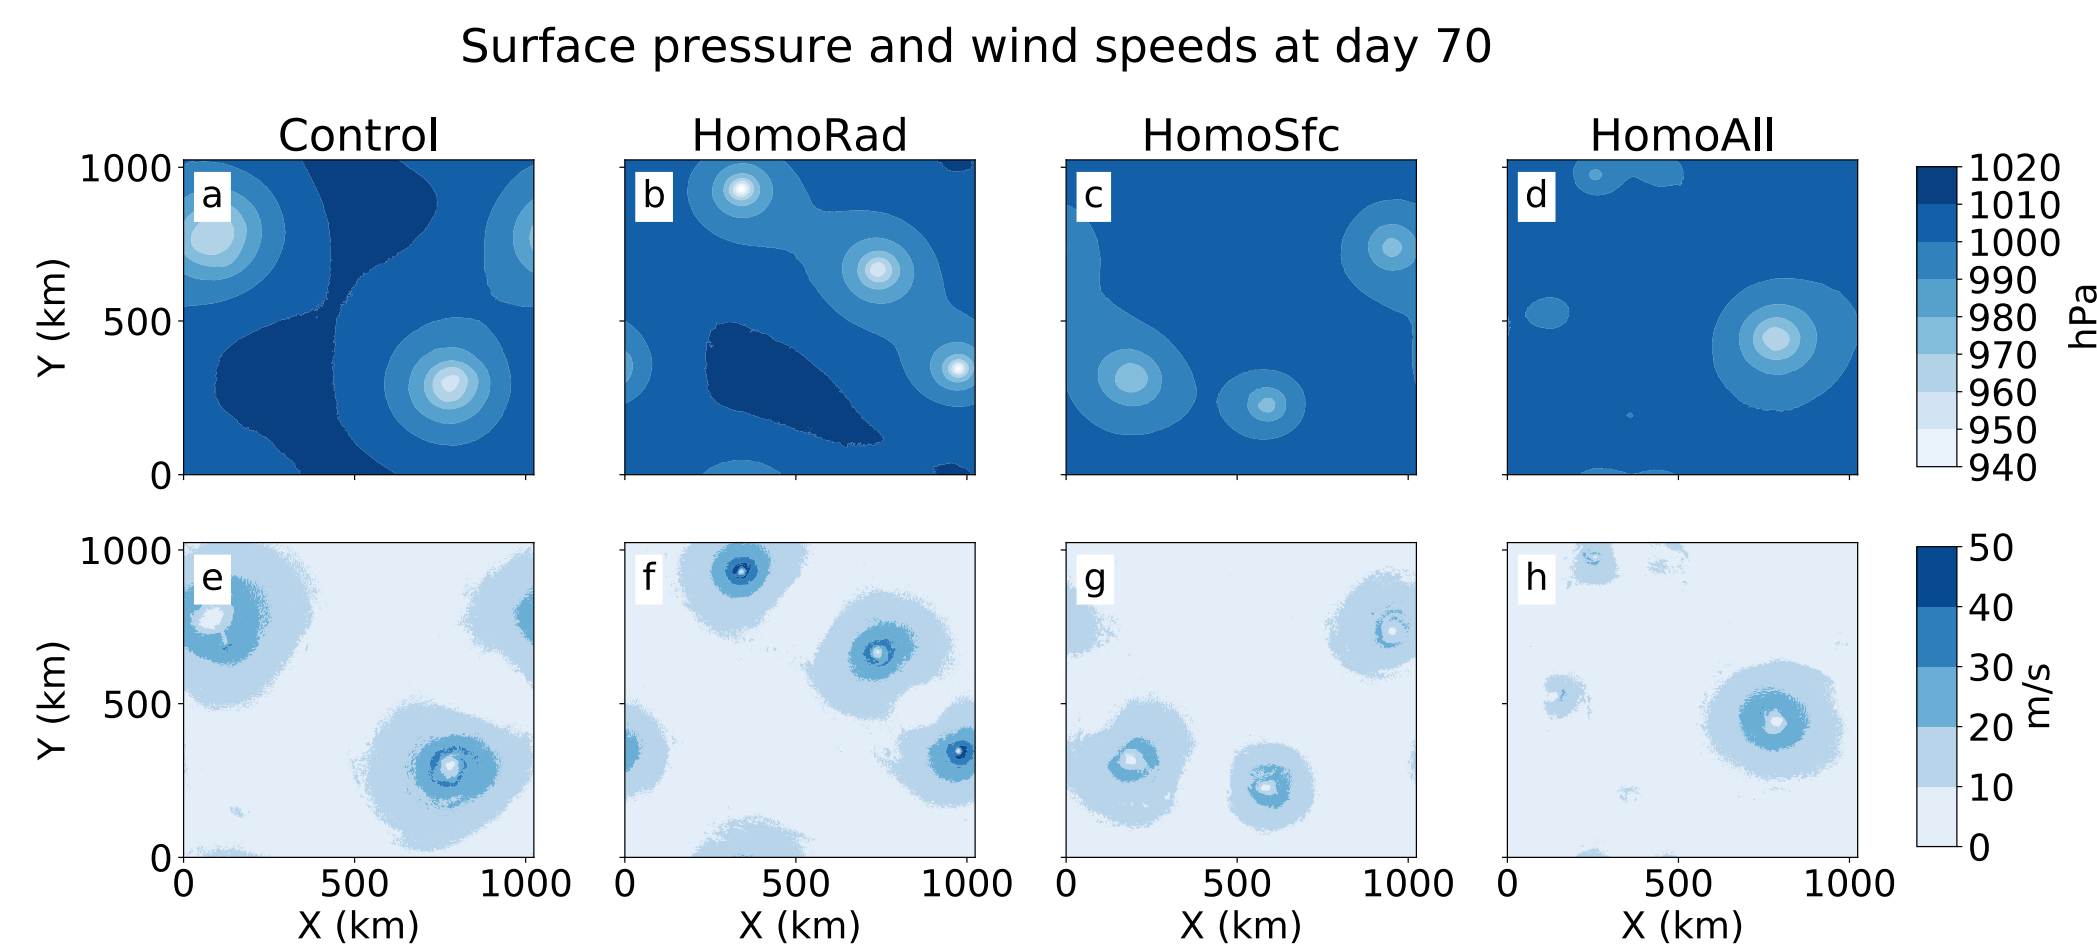 Surface pressure and wind speeds at day 70
Control HomoRad HomoSfc HomoAll
a b c d
1000
500
0
Y (km)
1020
1010
1000
990
980
970
960
950
940
hPa
e f g h
1000
500
0
Y (km)
50
40
30
20
10
0
m/s
0 500 1000 0 500 1000 0 500 1000 0 500 1000
X (km) X (km) X (km) X (km)